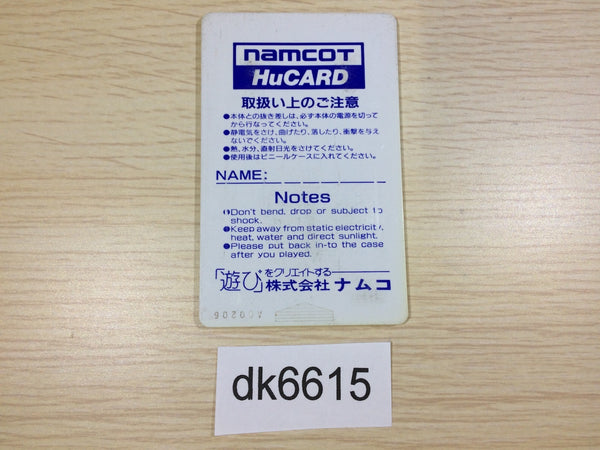 namcoT
HuCARD
取扱い上のご注意
●本体との抜き差しは、必ず本体の電源を切って
から行なってください。
●静電気をさけ、曲げたり、落したり、衝撃を与え
ないでください。
●熱、水分、直射日光をさけてください。
●使用後はビニールケースに入れてください。
NAME:
Notes
●Don't bend, drop or subject to
shock.
●Keep away from static electricity,
heat, water and direct sunlight.
●Please put back in-to the case
after you played.
「遊び」をクリエイトする
株式会社 ナムコ
A00206
dk6615